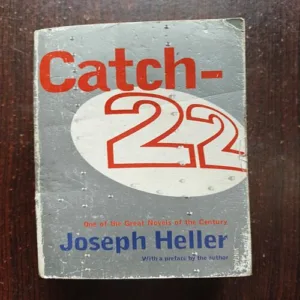 Catch-
22
One of the Great Novels of the Century
Joseph Heller
With a preface by the author